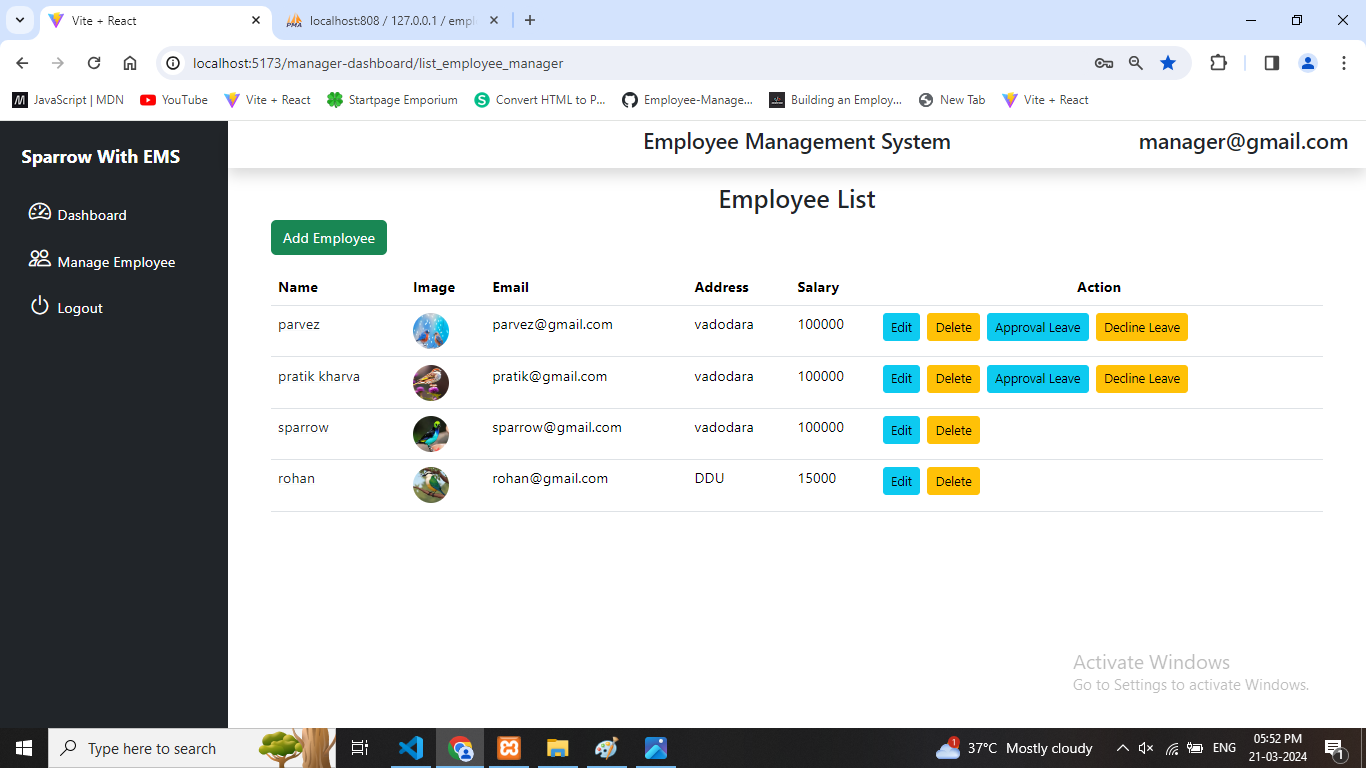 Vite + React
localhost:808 / 127.0.0.1 / empl
localhost:5173/manager-dashboard/list_employee_manager
JavaScript | MDN YouTube Vite + React Startpage Emporium Convert HTML to P... Employee-Manage... Building an Employ... New Tab Vite + React
Sparrow With EMS
Dashboard
Manage Employee
Logout
Employee Management System manager@gmail.com
Employee List
Add Employee
Name Image Email Address Salary Action
parvez parvez@gmail.com vadodara 100000 Edit Delete Approval Leave Decline Leave
pratik kharva pratik@gmail.com vadodara 100000 Edit Delete Approval Leave Decline Leave
sparrow sparrow@gmail.com vadodara 100000 Edit Delete
rohan rohan@gmail.com DDU 15000 Edit Delete
Activate Windows
Go to Settings to activate Windows.
Type here to search
1
37°C Mostly cloudy
ENG
05:52 PM
21-03-2024
1